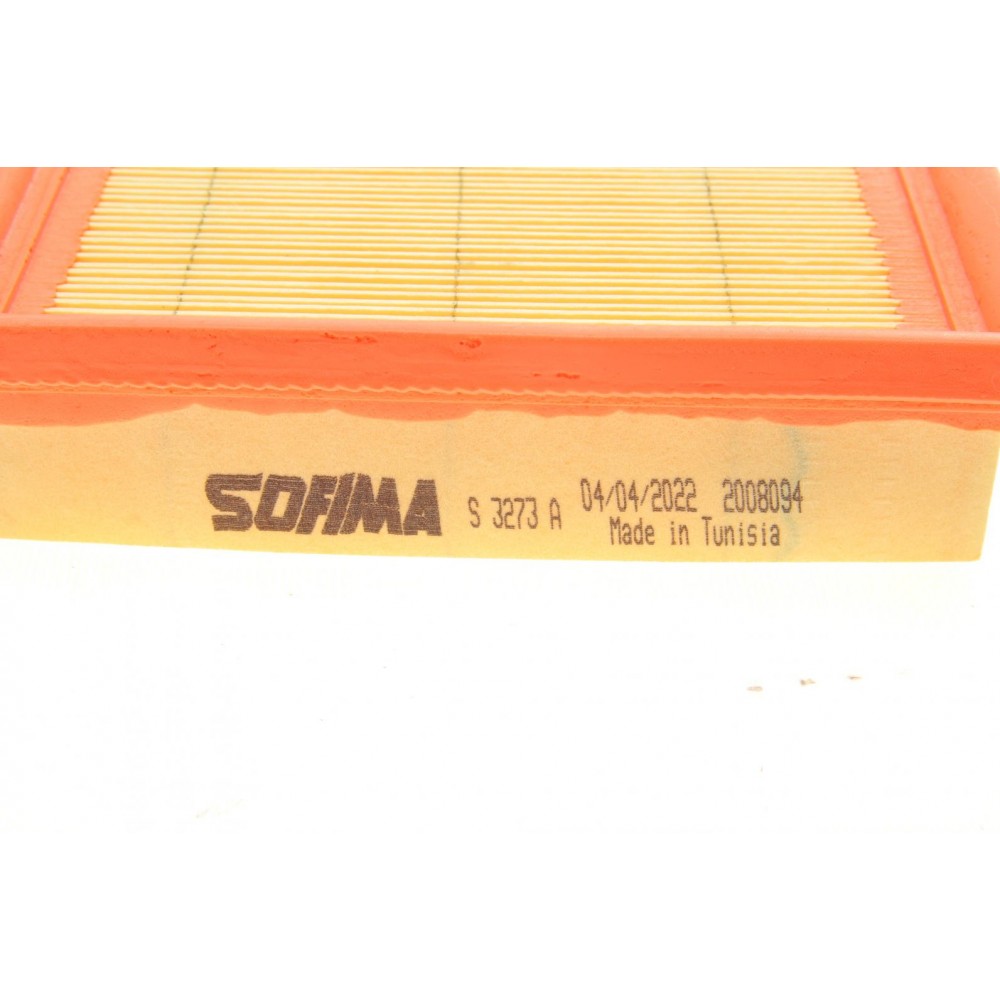 SOFIMA S 3273 A 04/04/2022 2008094
Made in Tunisia